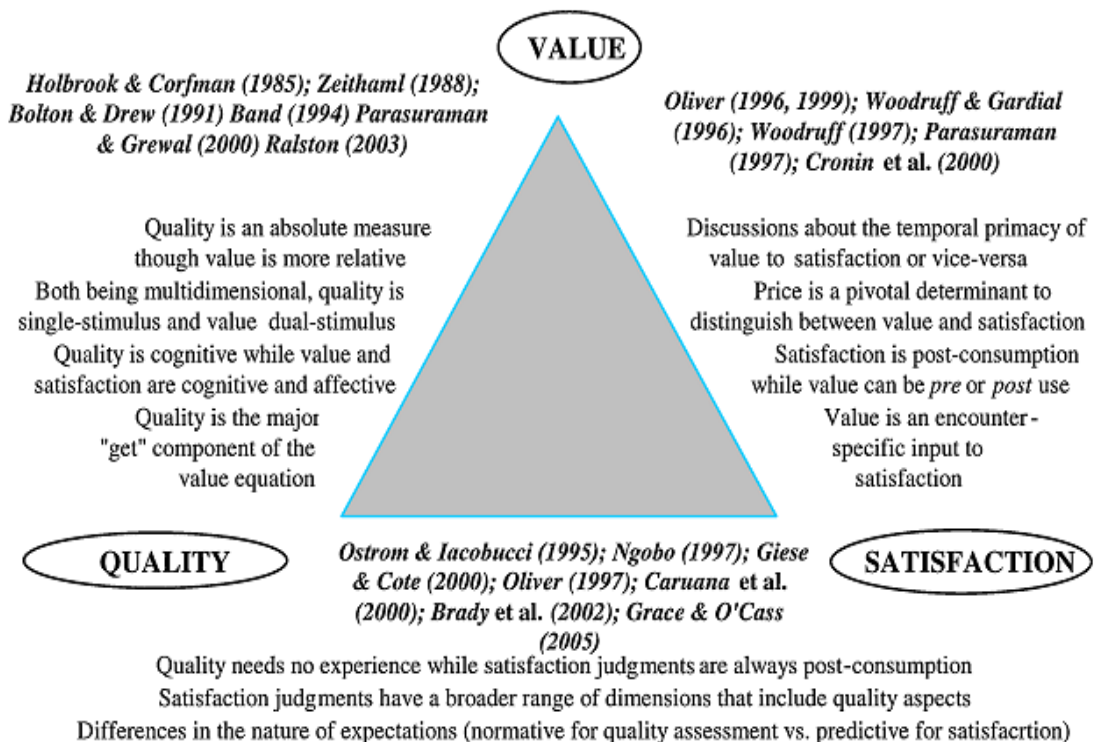 VALUE
Holbrook & Corfman (1985); Zeithaml (1988);
Bolton & Drew (1991) Band (1994) Parasuraman
& Grewal (2000) Ralston (2003)
Oliver (1996, 1999); Woodruff & Gardial
(1996); Woodruff (1997); Parasuraman
(1997); Cronin et al. (2000)
Quality is an absolute measure
though value is more relative
Both being multidimensional, quality is
single-stimulus and value dual-stimulus
Quality is cognitive while value and
satisfaction are cognitive and affective
Quality is the major
"get" component of the
value equation
Discussions about the temporal primacy of
value to satisfaction or vice-versa
Price is a pivotal determinant to
distinguish between value and satisfaction
Satisfaction is post-consumption
while value can be pre or post use
Value is an encounter-
specific input to
satisfaction
QUALITY
Ostrom & Iacobucci (1995); Ngobo (1997); Giese
& Cote (2000); Oliver (1997); Caruana et al.
(2000); Brady et al. (2002); Grace & O'Cass
(2005)
SATISFACTION
Quality needs no experience while satisfaction judgments are always post-consumption
Satisfaction judgments have a broader range of dimensions that include quality aspects
Differences in the nature of expectations (normative for quality assessment vs. predictive for satisfacrtion)